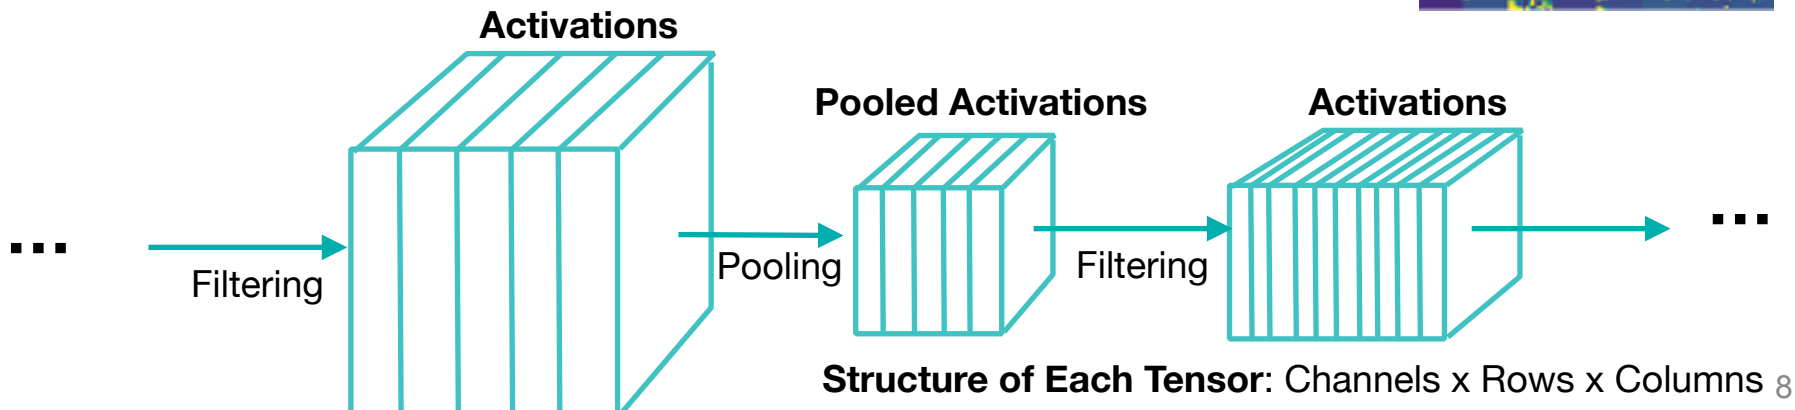 Activations
Pooled Activations
Activations
...
Filtering
Pooling
Filtering
...
Structure of Each Tensor: Channels x Rows x Columns
8